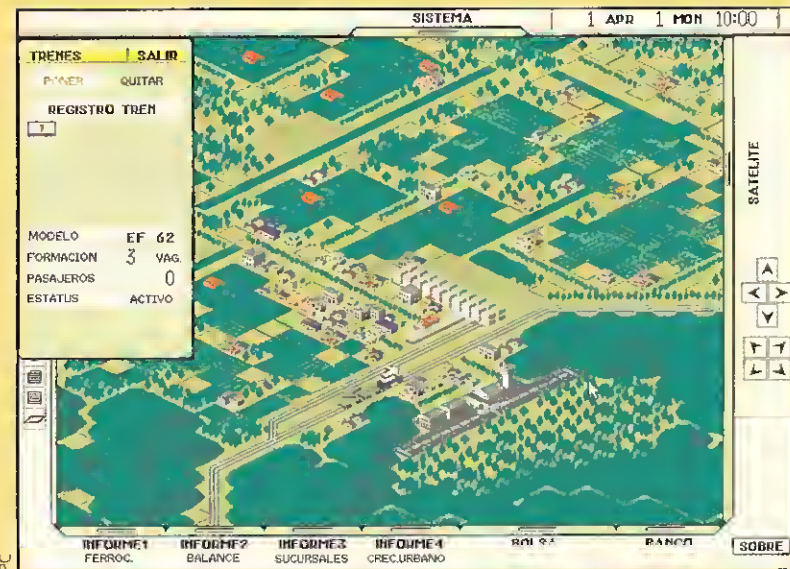 SISTEMA
1 APR 1 MON 10:00
TRENES SALIR
PONER QUITAR
REGISTRO TREN
1
MODELO EF 62
FORMACION 3 VAG.
PASAJEROS 0
ESTATUS ACTIVO
SATELITE
INFORME1 INFORME2 INFORME3 INFORME4 BOLSA BANCO
FERROC. BALANCE SUCURSALES CREC.URBANO
SOBRE